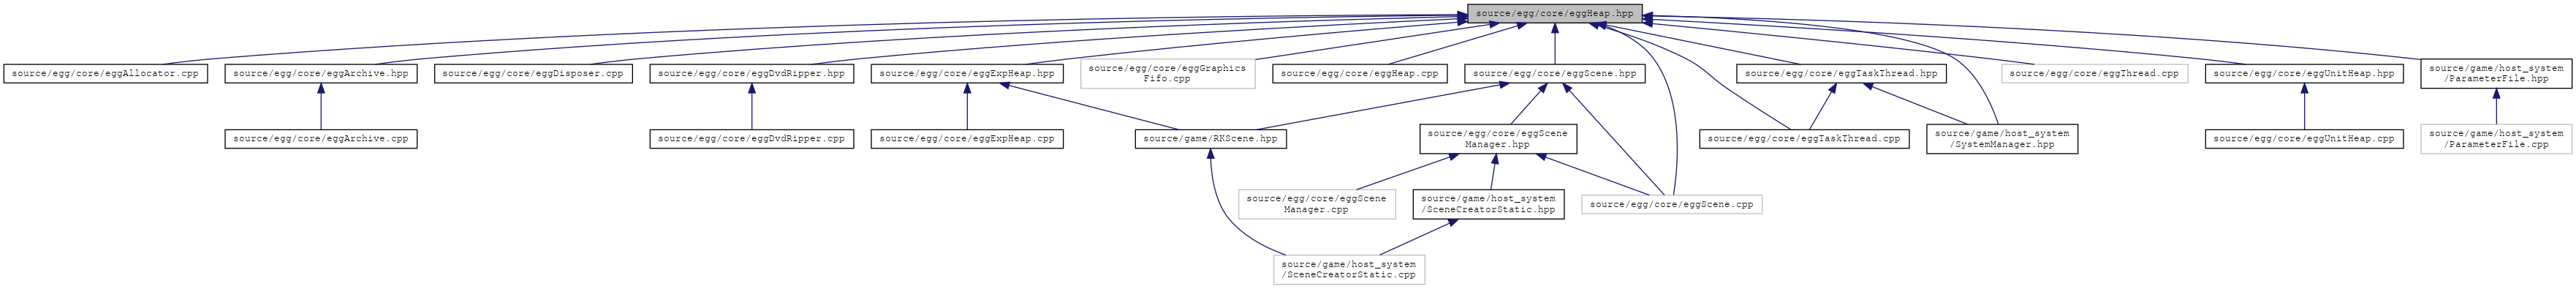 source/egg/core/eggHeap.hpp
source/egg/core/eggAllocator.cpp
source/egg/core/eggArchive.hpp
source/egg/core/eggDisposer.cpp
source/egg/core/eggDvdRipper.hpp
source/egg/core/eggExpHeap.hpp
source/egg/core/eggGraphics
Fifo.cpp
source/egg/core/eggHeap.cpp
source/egg/core/eggScene.hpp
source/egg/core/eggTaskThread.hpp
source/egg/core/eggThread.cpp
source/egg/core/eggUnitHeap.hpp
source/game/host_system
/ParameterFile.hpp
source/egg/core/eggArchive.cpp
source/egg/core/eggDvdRipper.cpp
source/egg/core/eggExpHeap.cpp
source/game/RKScene.hpp
source/egg/core/eggScene
Manager.hpp
source/egg/core/eggTaskThread.cpp
source/game/host_system
/SystemManager.hpp
source/egg/core/eggUnitHeap.cpp
source/game/host_system
/ParameterFile.cpp
source/egg/core/eggScene
Manager.cpp
source/game/host_system
/SceneCreatorStatic.hpp
source/egg/core/eggScene.cpp
source/game/host_system
/SceneCreatorStatic.cpp